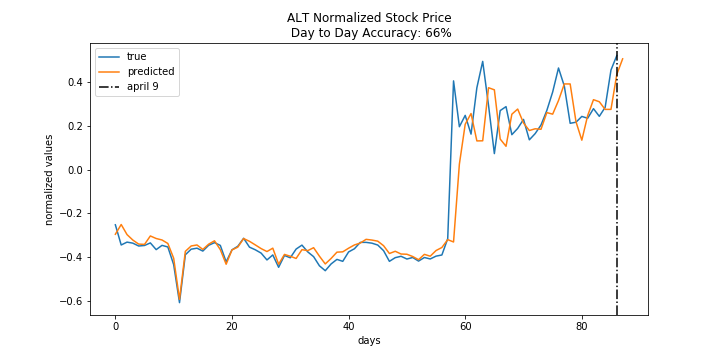 ALT Normalized Stock Price
Day to Day Accuracy: 66%
true
predicted
april 9
normalized values
0.4
0.2
0.0
−0.2
−0.4
−0.6
0
20
40
60
80
days